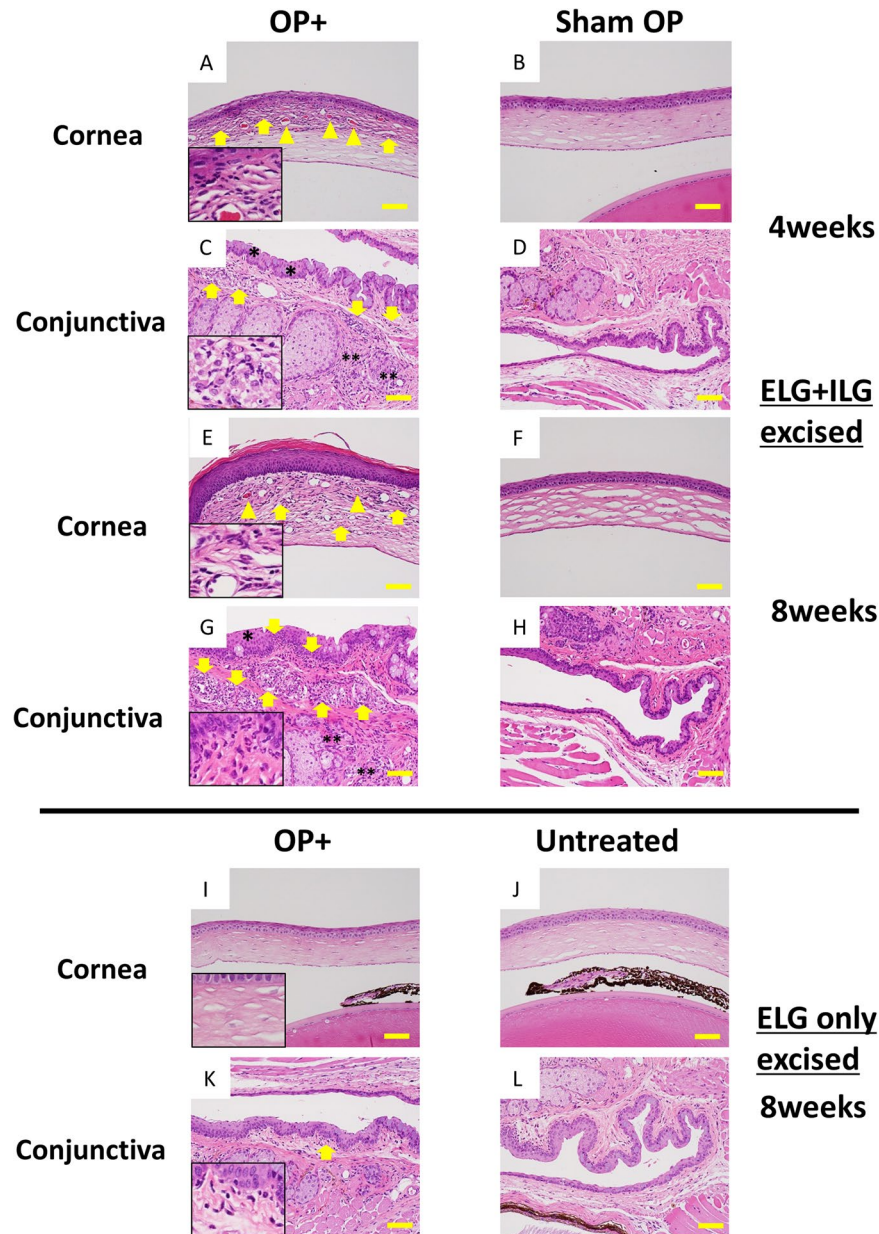 OP+ Sham OP
A B
Cornea
4weeks
C D
* *
Conjunctiva
** **
ELG+ILG
excised
E F
Cornea
8weeks
G H
*
Conjunctiva
** **
OP+ Untreated
I J
Cornea
ELG only
excised
8weeks
K L
Conjunctiva